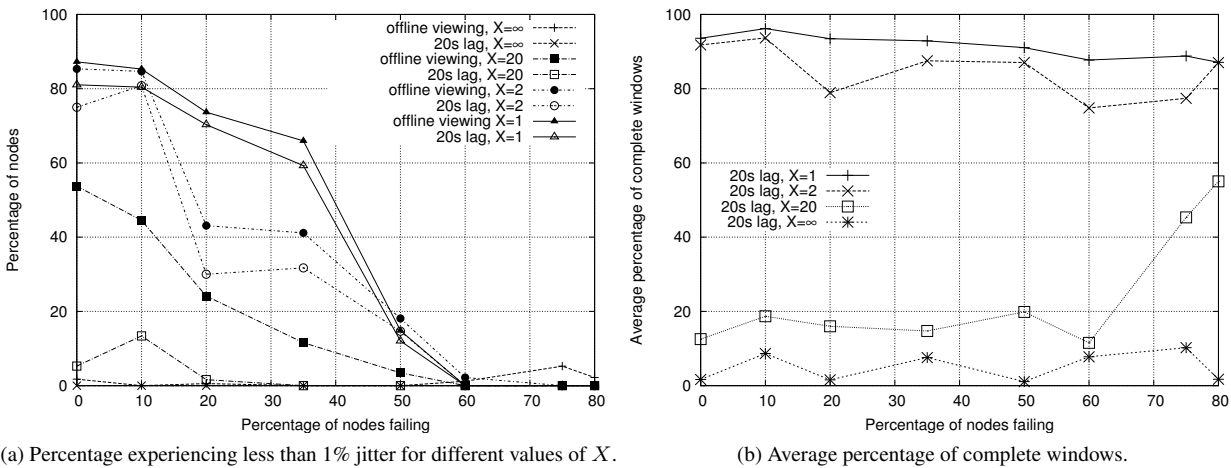 100
80
60
40
20
0
0 10 20 30 40 50 60 70 80
Percentage of nodes
Percentage of nodes failing
offline viewing, X=∞
20s lag, X=∞
offline viewing, X=20
20s lag, X=20
offline viewing, X=2
20s lag, X=2
offline viewing X=1
20s lag, X=1
(a) Percentage experiencing less than 1% jitter for different values of X.
100
80
60
40
20
0
0 10 20 30 40 50 60 70 80
Average percentage of complete windows
Percentage of nodes failing
20s lag, X=1
20s lag, X=2
20s lag, X=20
20s lag, X=∞
(b) Average percentage of complete windows.